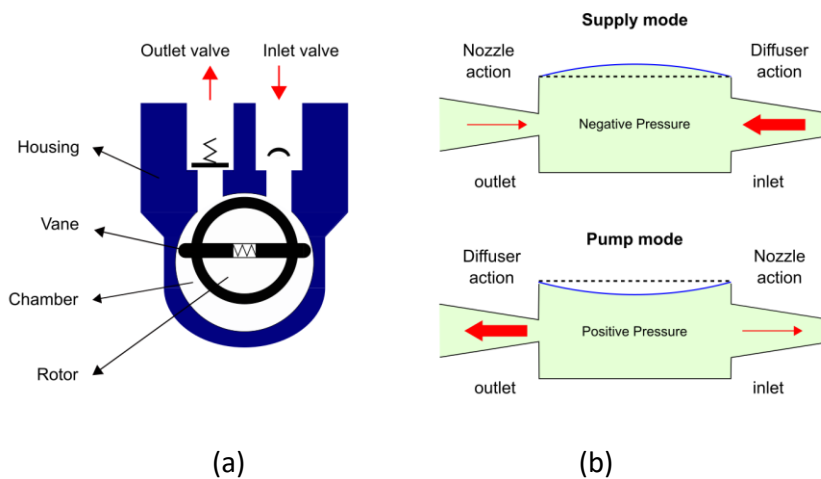 Outlet valve
Inlet valve
Housing
Vane
Chamber
Rotor
(a)
Supply mode
Nozzle
action
Diffuser
action
Negative Pressure
outlet
inlet
Pump mode
Diffuser
action
Nozzle
action
Positive Pressure
outlet
inlet
(b)